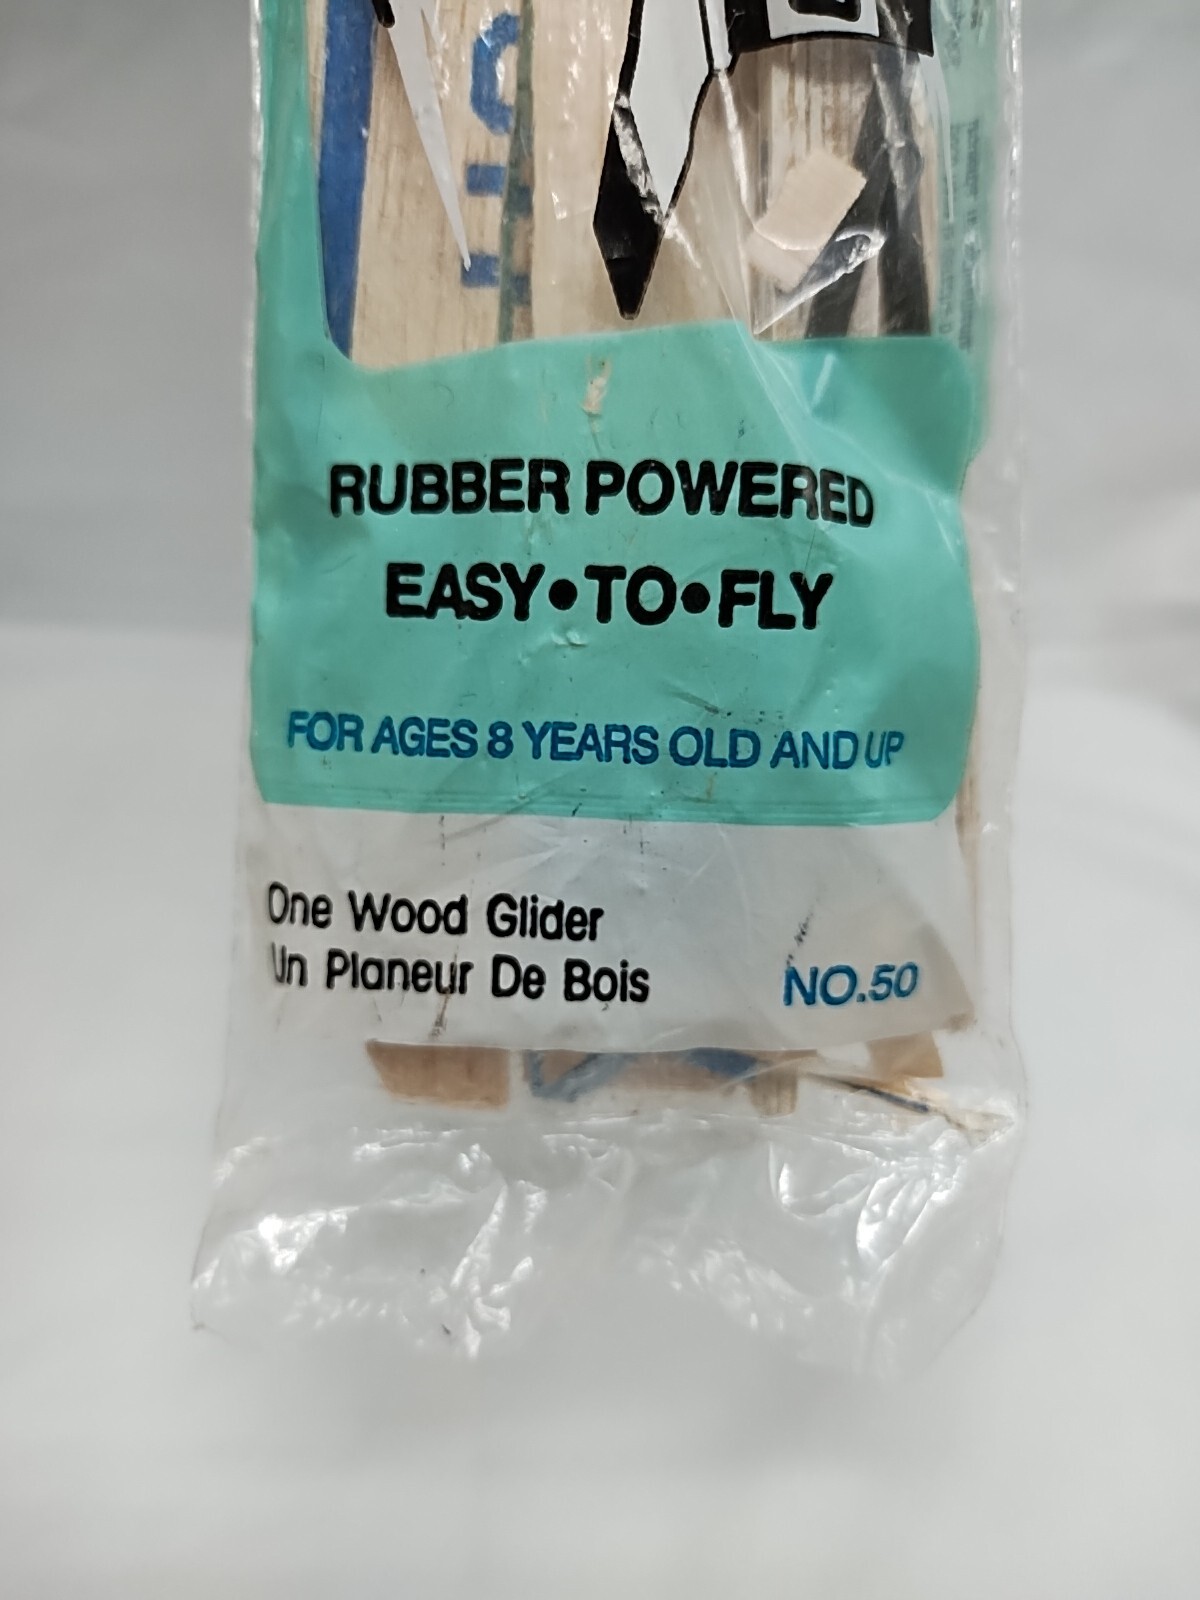 RUBBER POWERED
EASY•TO•FLY
FOR AGES 8 YEARS OLD AND UP
One Wood Glider
Un Planeur De Bois
NO.50